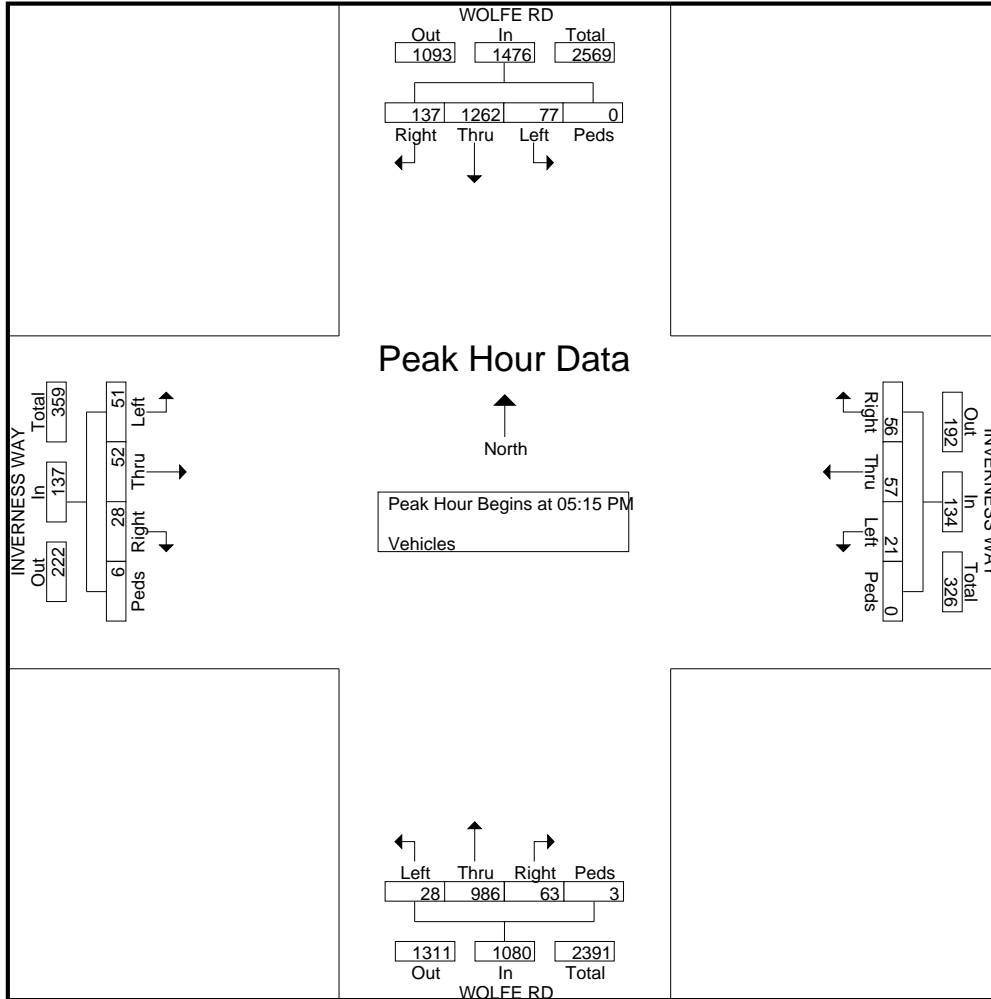 WOLFE RD
Out In Total
1093 1476 2569
137 1262 77 0
Right Thru Left Peds
Peak Hour Data
North
Peak Hour Begins at 05:15 PM
Vehicles
INVERNESS WAY
Total In Out
359 137 222
51 52 28 6
Left Thru Right Peds
Right Thru Left Peds
56 57 21 0
Out In Total
192 134 326
INVERNESS WAY
Left Thru Right Peds
28 986 63 3
1311 1080 2391
Out In Total
WOLFE RD